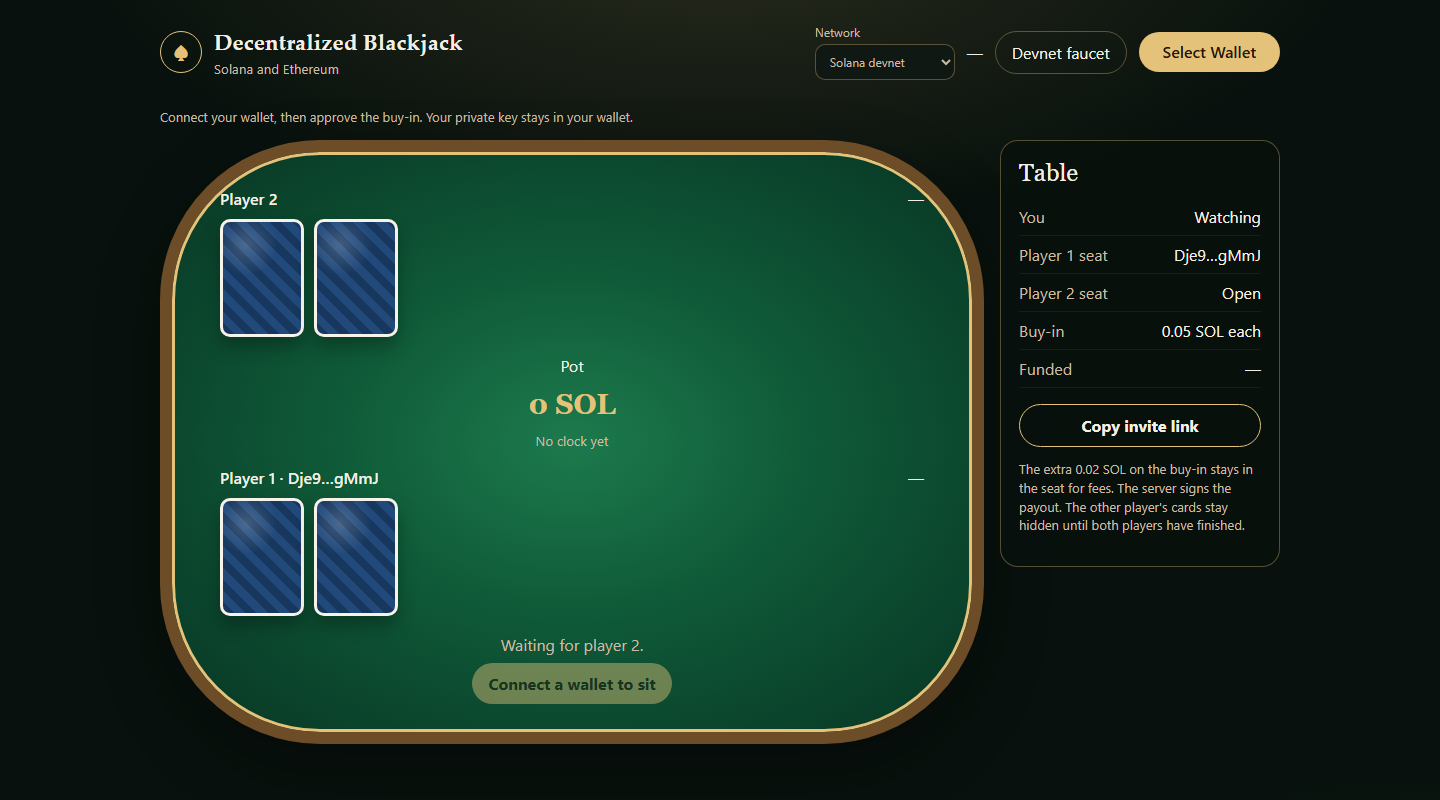 Decentralized Blackjack
Solana and Ethereum
Network
Solana devnet
—
Devnet faucet
Select Wallet
Connect your wallet, then approve the buy-in. Your private key stays in your wallet.
Player 2
—
Pot
0 SOL
No clock yet
Player 1 · Dje9...gMmJ
—
Waiting for player 2.
Connect a wallet to sit
Table
You Watching
Player 1 seat Dje9...gMmJ
Player 2 seat Open
Buy-in 0.05 SOL each
Funded —
Copy invite link
The extra 0.02 SOL on the buy-in stays in
the seat for fees. The server signs the
payout. The other player's cards stay
hidden until both players have finished.